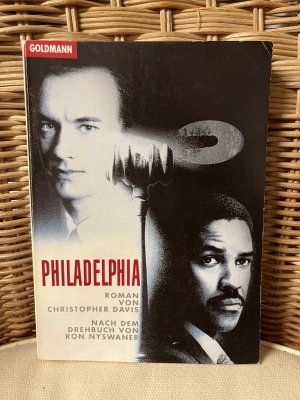 GOLDMANN
PHILADELPHIA
ROMAN
VON
CHRISTOPHER DAVIS
NACH DEM
DREHBUCH VON
RON NYSWANER